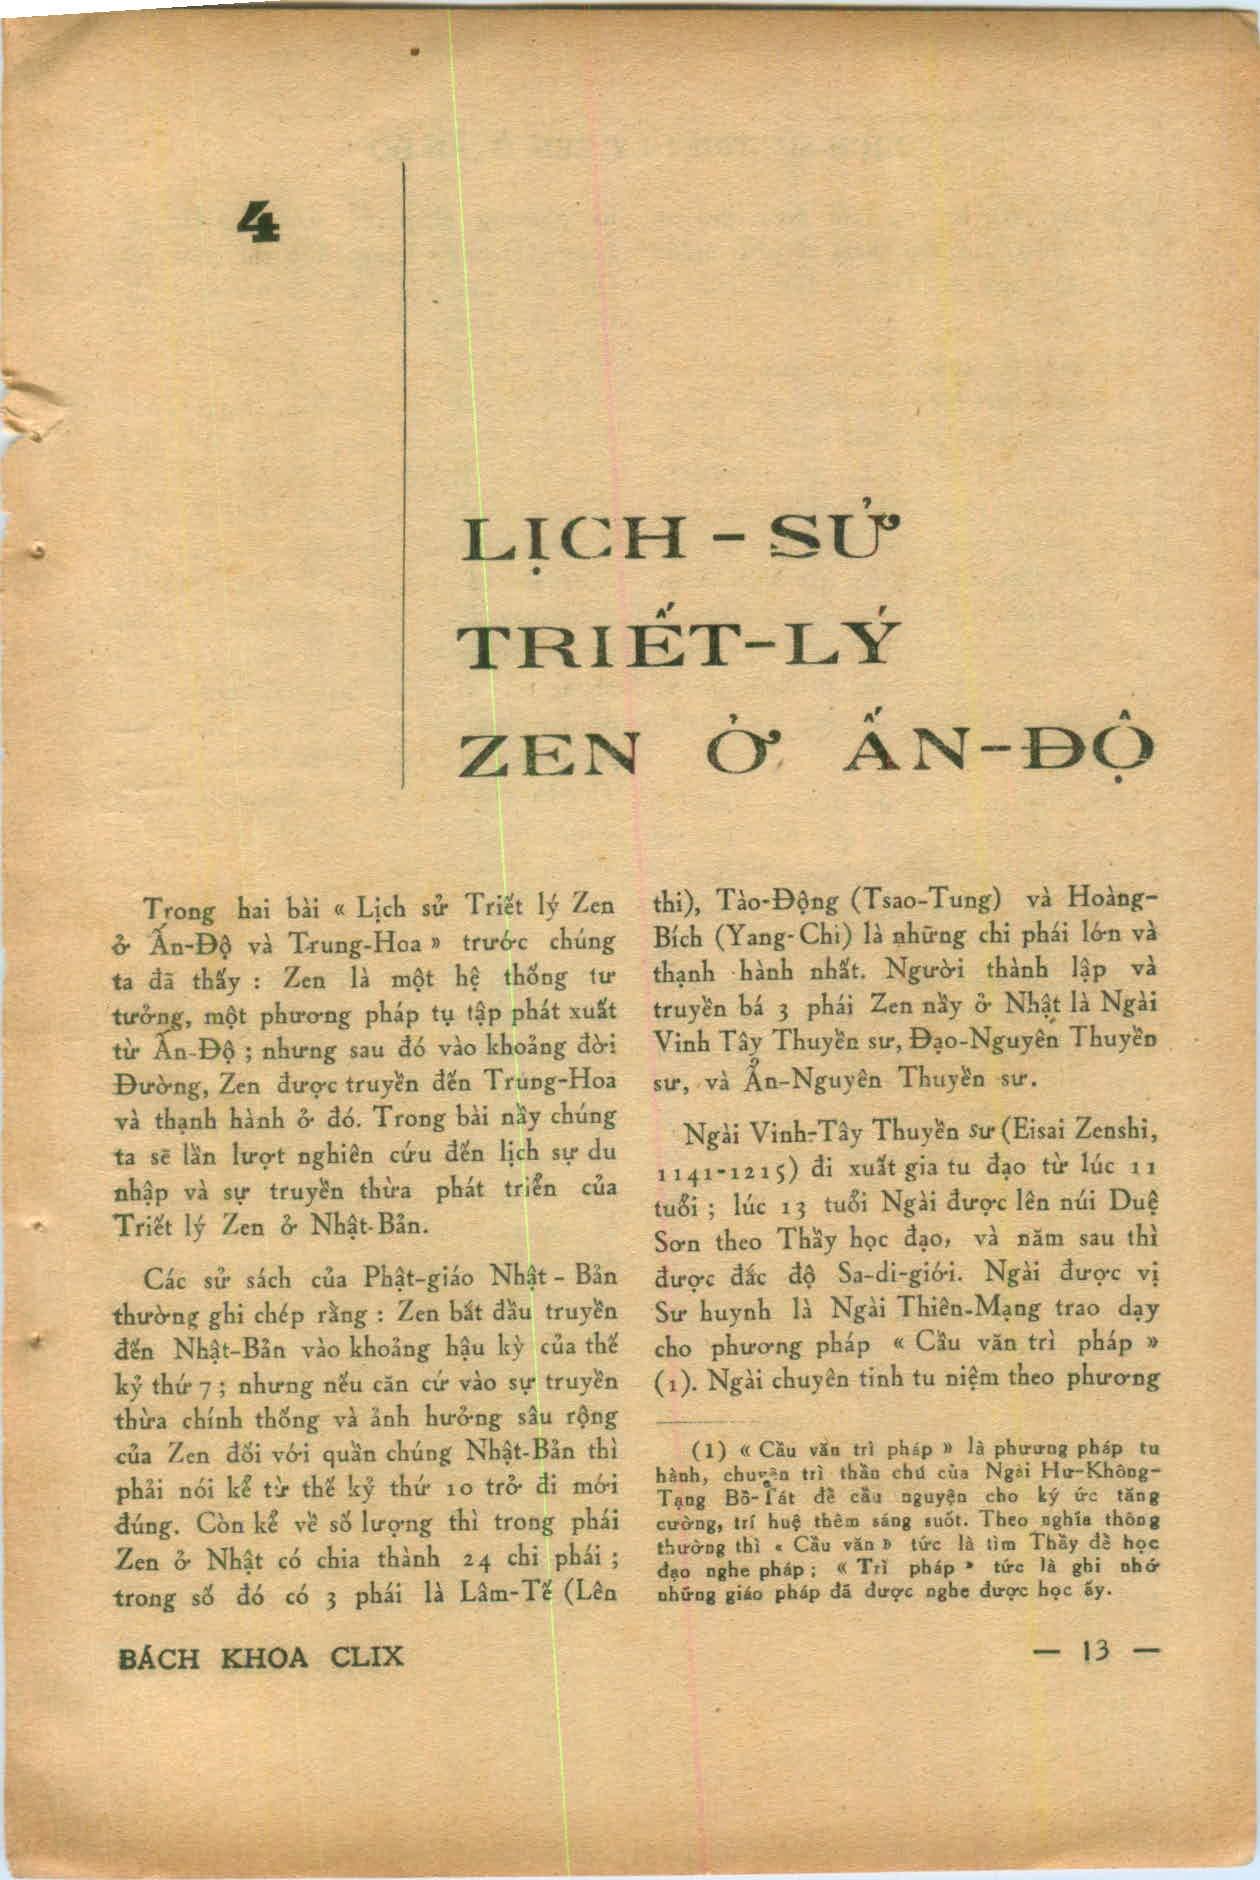 4
LỊCH - SỬ
TRIẾT-LÝ
ZEN Ở ẤN-ĐỘ
Trong hai bài « Lịch sử Triết lý Zen
ở Ấn-Độ và Trung-Hoa » trước chúng
ta đã thấy : Zen là một hệ thống tư
tưởng, một phương pháp tụ tập phát xuất
từ Ấn-Độ ; nhưng sau đó vào khoảng đời
Đường, Zen được truyền đến Trung-Hoa
và thạnh hành ở đó. Trong bài nầy chúng
ta sẽ lần lượt nghiên cứu đến lịch sự du
nhập và sự truyền thừa phát triển của
Triết lý Zen ở Nhật-Bản.
Các sử sách của Phật-giáo Nhật - Bản
thường ghi chép rằng : Zen bắt đầu truyền
đến Nhật-Bản vào khoảng hậu kỳ của thế
kỷ thứ 7 ; nhưng nếu căn cứ vào sự truyền
thừa chính thống và ảnh hưởng sâu rộng
của Zen đối với quần chúng Nhật-Bản thì
phải nói kể từ thế kỷ thứ 10 trở đi mới
đúng. Còn kể về số lượng thì trong phái
Zen ở Nhật có chia thành 24 chi phái ;
trong số đó có 3 phái là Lâm-Tế (Lên
thi), Tào-Động (Tsao-Tung) và Hoàng-
Bích (Yang-Chi) là những chi phái lớn và
thạnh hành nhất. Người thành lập và
truyền bá 3 phái Zen nầy ở Nhật là Ngài
Vinh Tây Thuyền sư, Đạo-Nguyên Thuyền
sư, và Ẩn-Nguyên Thuyền sư.
Ngài Vinh-Tây Thuyền sư (Eisai Zenshi,
1141-1215) đi xuất gia tu đạo từ lúc 11
tuổi ; lúc 13 tuổi Ngài được lên núi Duệ
Sơn theo Thầy học đạo, và năm sau thì
được đắc độ Sa-di-giới. Ngài được vị
Sư huynh là Ngài Thiên-Mạng trao dạy
cho phương pháp « Cầu văn trì pháp »
(1). Ngài chuyên tinh tu niệm theo phương
(1) « Cầu văn trì pháp » là phương pháp tu
hành, chuyên trì thần chú của Ngài Hư-Không-
Tạng Bồ-Tát để cầu nguyện cho ký ức tăng
cường, trí huệ thêm sáng suốt. Theo nghĩa thông
thường thì « Cầu văn » tức là tìm Thầy để học
đạo nghe pháp ; « Trì pháp » tức là ghi nhớ
những giáo pháp đã được nghe được học ấy.
BÁCH KHOA CLIX
— 13 —